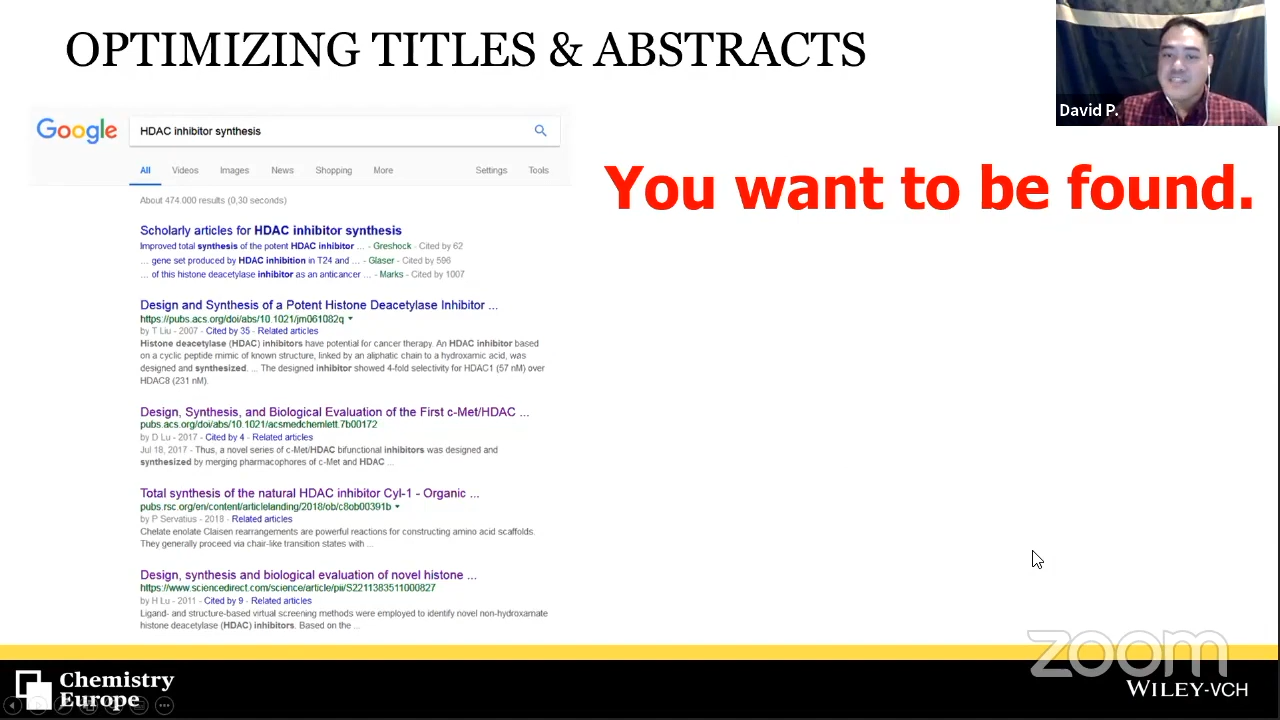 OPTIMIZING TITLES & ABSTRACTS
David P.
Google
HDAC inhibitor synthesis
All Videos Images News Shopping More Settings Tools
You want to be found.
About 474.000 results (0,30 seconds)
Scholarly articles for HDAC inhibitor synthesis
Improved total synthesis of the potent HDAC inhibitor ... - Greshock - Cited by 62
... gene set produced by HDAC inhibition in T24 and ... - Glaser - Cited by 596
... of this histone deacetylase inhibitor as an anticancer ... - Marks - Cited by 1007
Design and Synthesis of a Potent Histone Deacetylase Inhibitor ...
https://pubs.acs.org/doi/abs/10.1021/jm061082q
by T Liu - 2007 - Cited by 35 - Related articles
Histone deacetylase (HDAC) inhibitors have potential for cancer therapy. An HDAC inhibitor based
on a cyclic peptide mimic of known structure, linked by an aliphatic chain to a hydroxamic acid, was
designed and synthesized. ... The designed inhibitor showed 4-fold selectivity for HDAC1 (57 nM) over
HDAC8 (231 nM).
Design, Synthesis, and Biological Evaluation of the First c-Met/HDAC ...
pubs.acs.org/doi/abs/10.1021/acsmedchemlett.7b00172
by D Lu - 2017 - Cited by 4 - Related articles
Jul 18, 2017 - Thus, a novel series of c-Met/HDAC bifunctional inhibitors was designed and
synthesized by merging pharmacophores of c-Met and HDAC ...
Total synthesis of the natural HDAC inhibitor Cyl-1 - Organic ...
pubs.rsc.org/en/content/articlelanding/2018/ob/c8ob00391b
by P Servatius - 2018 - Related articles
Chelate enolate Claisen rearrangements are powerful reactions for constructing amino acid scaffolds.
They generally proceed via chair-like transition states with ...
Design, synthesis and biological evaluation of novel histone ...
https://www.sciencedirect.com/science/article/pii/S2211383511000827
by H Lu - 2011 - Cited by 9 - Related articles
Ligand- and structure-based virtual screening methods were employed to identify novel non-hydroxamate
histone deacetylase (HDAC) inhibitors. Based on the ...
zoom
Chemistry
Europe
WILEY-VCH